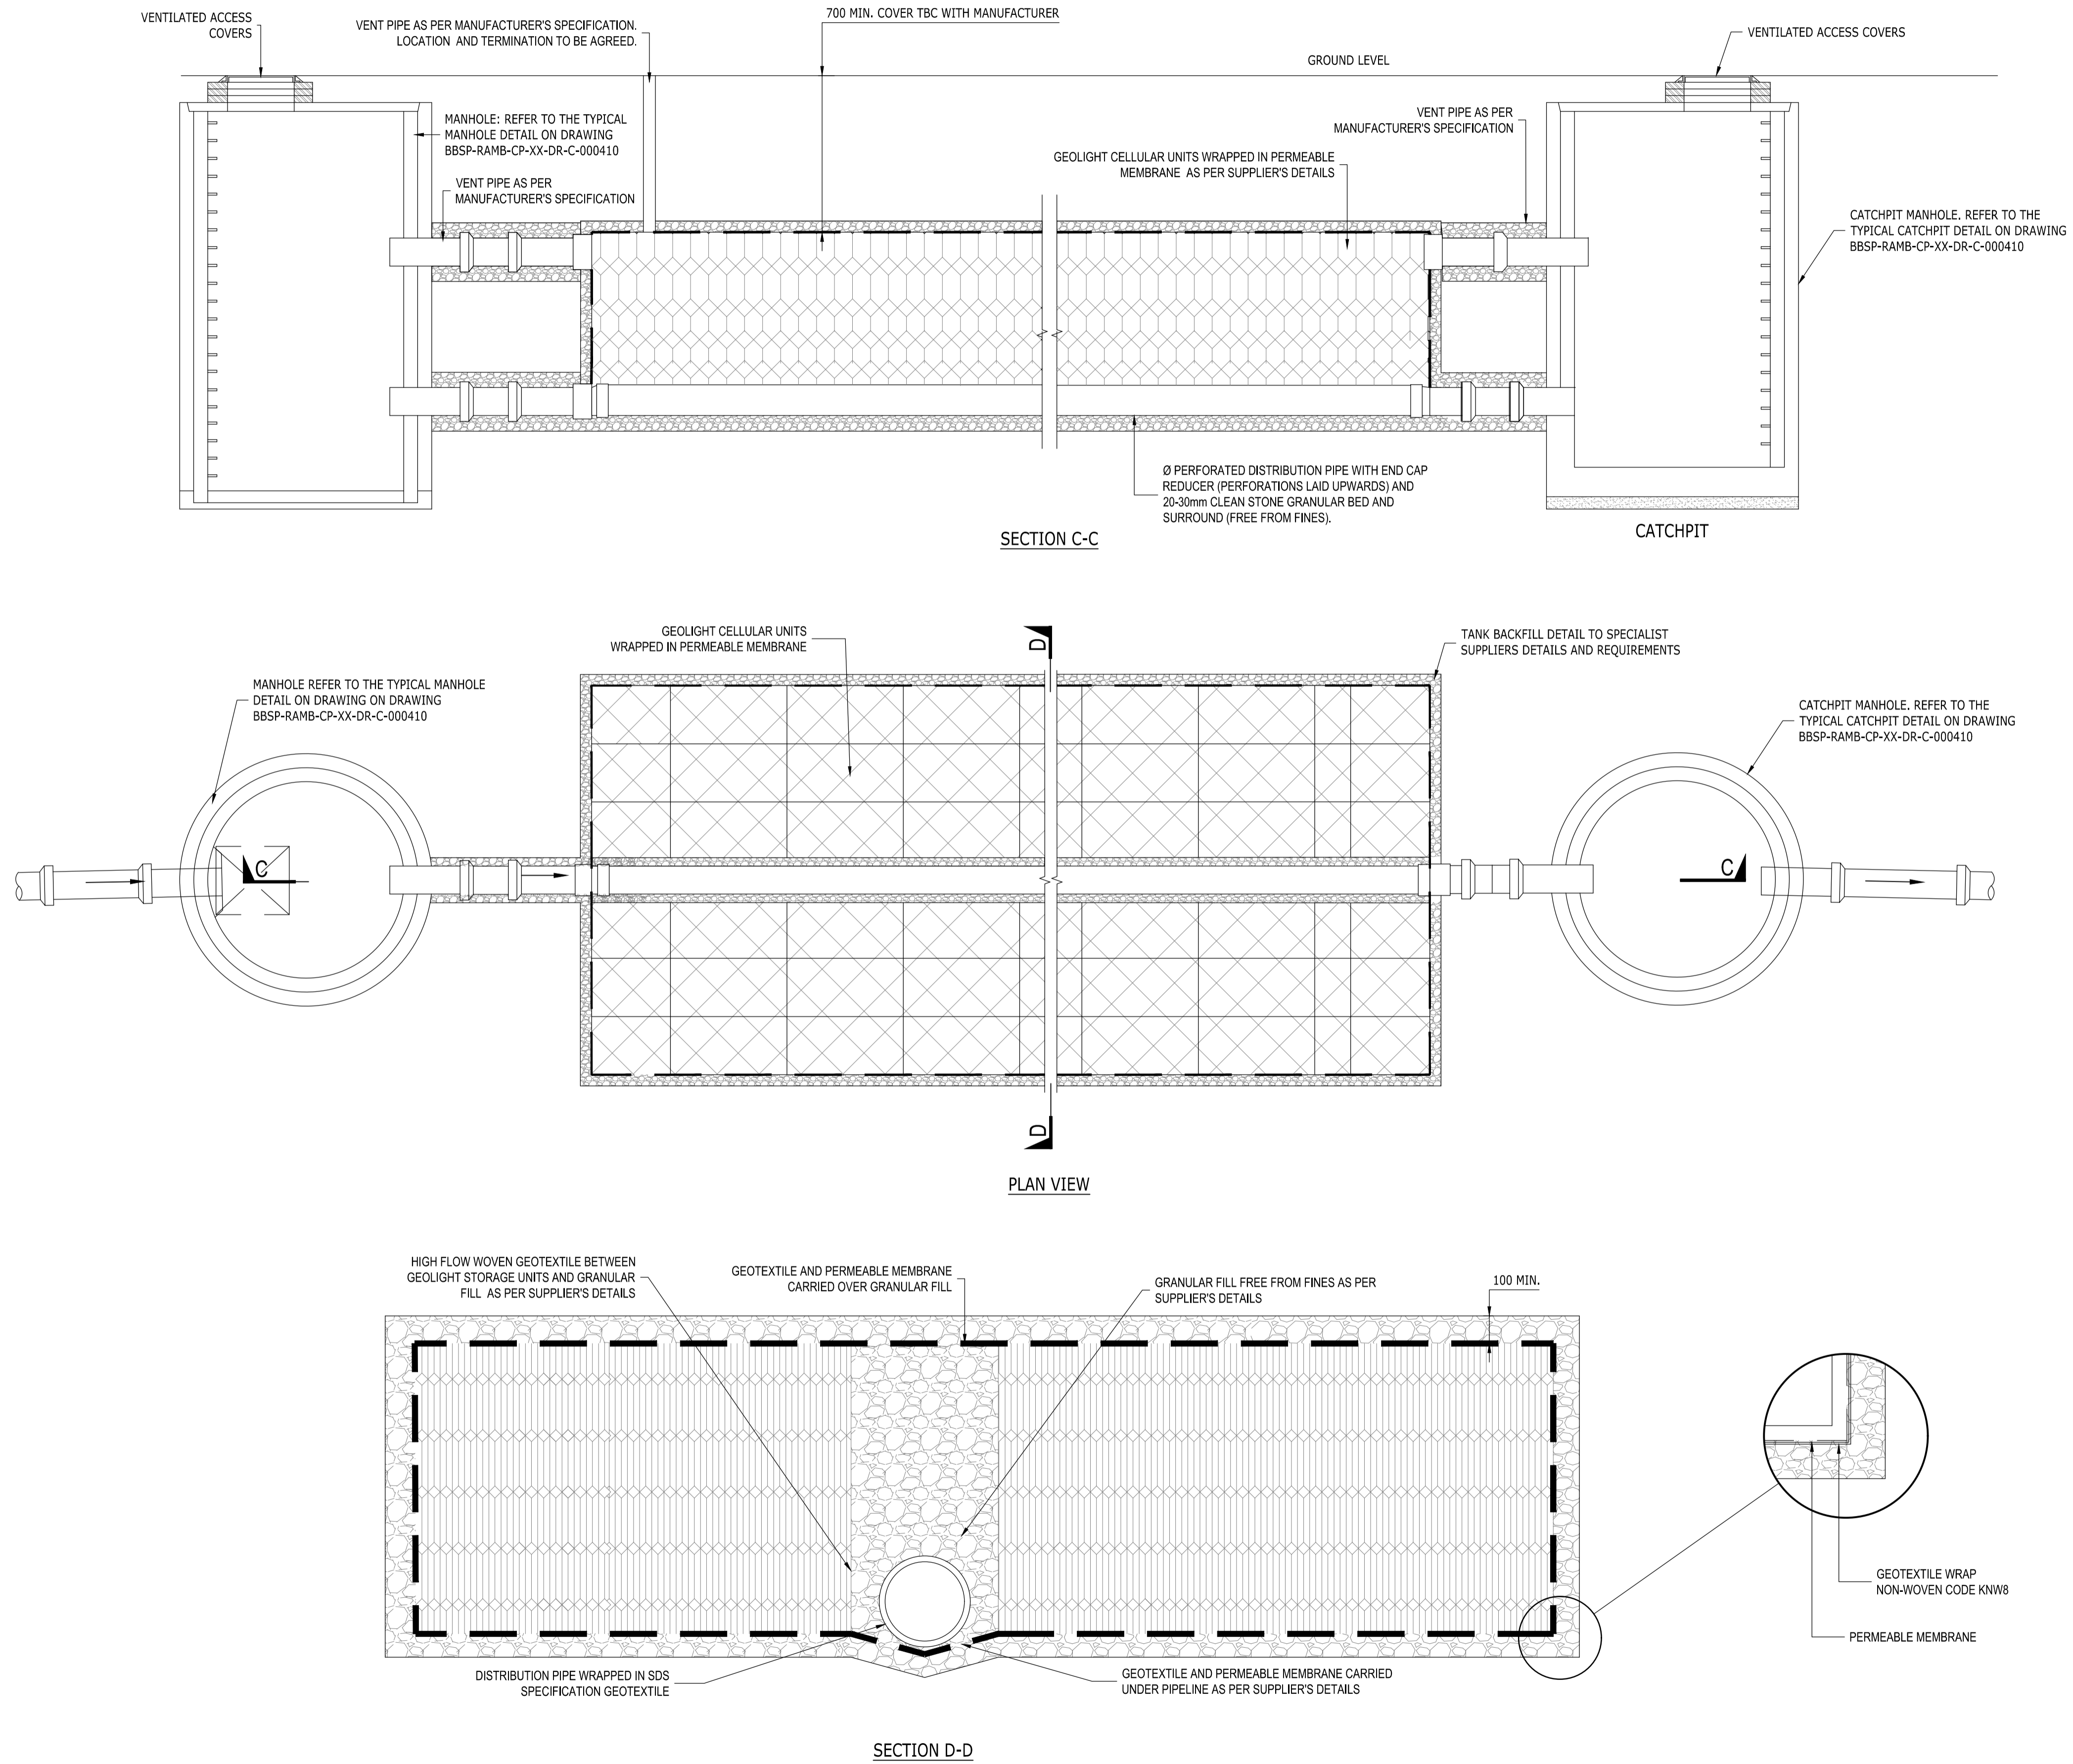 VENTILATED ACCESS
COVERS
VENT PIPE AS PER MANUFACTURER'S SPECIFICATION.
LOCATION AND TERMINATION TO BE AGREED.
700 MIN. COVER TBC WITH MANUFACTURER
GROUND LEVEL
VENTILATED ACCESS COVERS
MANHOLE: REFER TO THE TYPICAL
MANHOLE DETAIL ON DRAWING
BBSP-RAMB-CP-XX-DR-C-000410
VENT PIPE AS PER
MANUFACTURER'S SPECIFICATION
VENT PIPE AS PER
MANUFACTURER'S SPECIFICATION
GEOLIGHT CELLULAR UNITS WRAPPED IN PERMEABLE
MEMBRANE AS PER SUPPLIER'S DETAILS
CATCHPIT MANHOLE. REFER TO THE
TYPICAL CATCHPIT DETAIL ON DRAWING
BBSP-RAMB-CP-XX-DR-C-000410
Ø PERFORATED DISTRIBUTION PIPE WITH END CAP
REDUCER (PERFORATIONS LAID UPWARDS) AND
20-30mm CLEAN STONE GRANULAR BED AND
SURROUND (FREE FROM FINES).
SECTION C-C
CATCHPIT
GEOLIGHT CELLULAR UNITS
WRAPPED IN PERMEABLE MEMBRANE
D
TANK BACKFILL DETAIL TO SPECIALIST
SUPPLIERS DETAILS AND REQUIREMENTS
MANHOLE REFER TO THE TYPICAL MANHOLE
DETAIL ON DRAWING ON DRAWING
BBSP-RAMB-CP-XX-DR-C-000410
CATCHPIT MANHOLE. REFER TO THE
TYPICAL CATCHPIT DETAIL ON DRAWING
BBSP-RAMB-CP-XX-DR-C-000410
C
C
D
PLAN VIEW
HIGH FLOW WOVEN GEOTEXTILE BETWEEN
GEOLIGHT STORAGE UNITS AND GRANULAR
FILL AS PER SUPPLIER'S DETAILS
GEOTEXTILE AND PERMEABLE MEMBRANE
CARRIED OVER GRANULAR FILL
GRANULAR FILL FREE FROM FINES AS PER
SUPPLIER'S DETAILS
100 MIN.
GEOTEXTILE WRAP
NON-WOVEN CODE KNW8
PERMEABLE MEMBRANE
DISTRIBUTION PIPE WRAPPED IN SDS
SPECIFICATION GEOTEXTILE
GEOTEXTILE AND PERMEABLE MEMBRANE CARRIED
UNDER PIPELINE AS PER SUPPLIER'S DETAILS
SECTION D-D